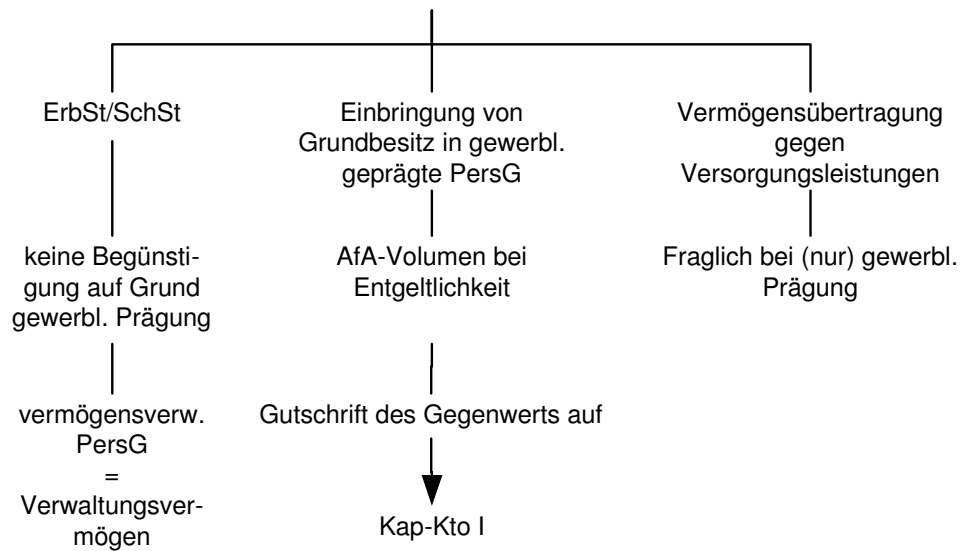 ErbSt/SchSt
keine Begünsti-
gung auf Grund
gewerbl. Prägung
vermögensverw.
PersG
=
Verwaltungsver-
mögen
Einbringung von
Grundbesitz in gewerbl.
geprägte PersG
AfA-Volumen bei
Entgeltlichkeit
Gutschrift des Gegenwerts auf
Kap-Kto I
Vermögensübertragung
gegen
Versorgungsleistungen
Fraglich bei (nur) gewerbl.
Prägung